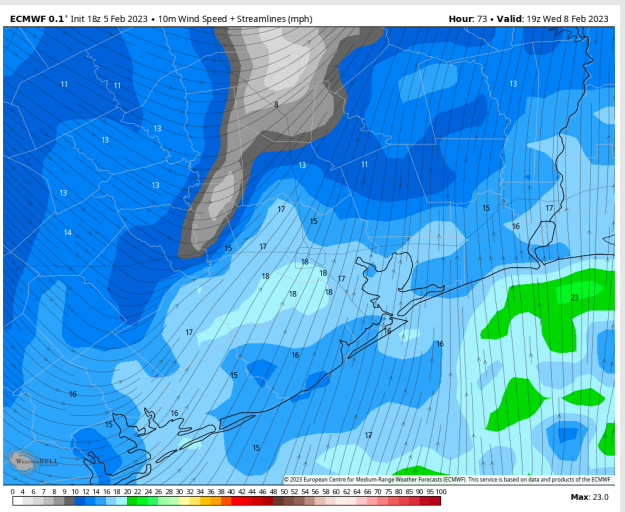 ECMWF 0.1° Init 18z 5 Feb 2023 • 10m Wind Speed + Streamlines (mph) Hour: 73 • Valid: 19z Wed 8 Feb 2023
11 11 13
8
13
13
13 11
13 13
17 15 17
15
14 16
15 17
18
18 18 17
18 18
23
17 16
16
16
15
16
16
15
17
15
WeatherBELL
© 2023 European Centre for Medium-Range Weather Forecasts (ECMWF). This service is based on data and products of the ECMWF.
0 2 4 6 7 8 9 10 12 14 16 18 20 22 24 26 28 30 32 34 36 38 40 42 44 46 48 50 52 54 56 58 60 62 64 66 70 75 80 85 90 95 100 Max: 23.0